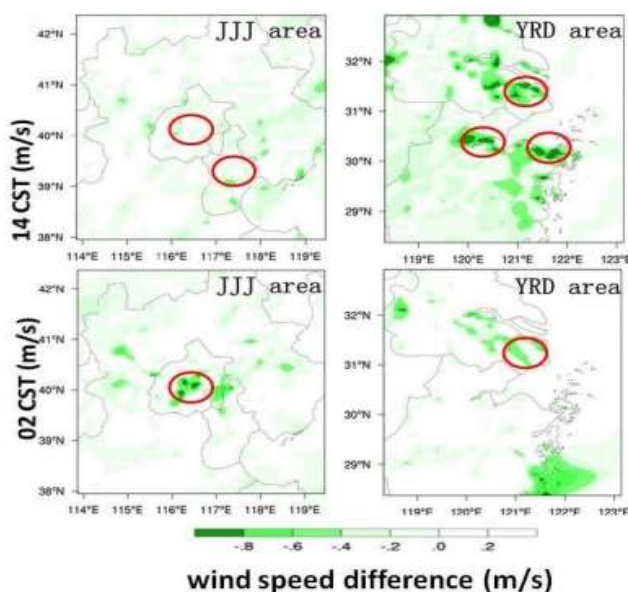 JJJ area
14 CST (m/s)
42°N
41°N
40°N
39°N
38°N
114°E 115°E 116°E 117°E 118°E 119°E
YRD area
32°N
31°N
30°N
29°N
119°E 120°E 121°E 122°E 123°E
JJJ area
02 CST (m/s)
42°N
41°N
40°N
39°N
38°N
114°E 115°E 116°E 117°E 118°E 119°E
YRD area
32°N
31°N
30°N
29°N
119°E 120°E 121°E 122°E 123°E
-.8 -.6 -.4 .0 .2
wind speed difference (m/s)